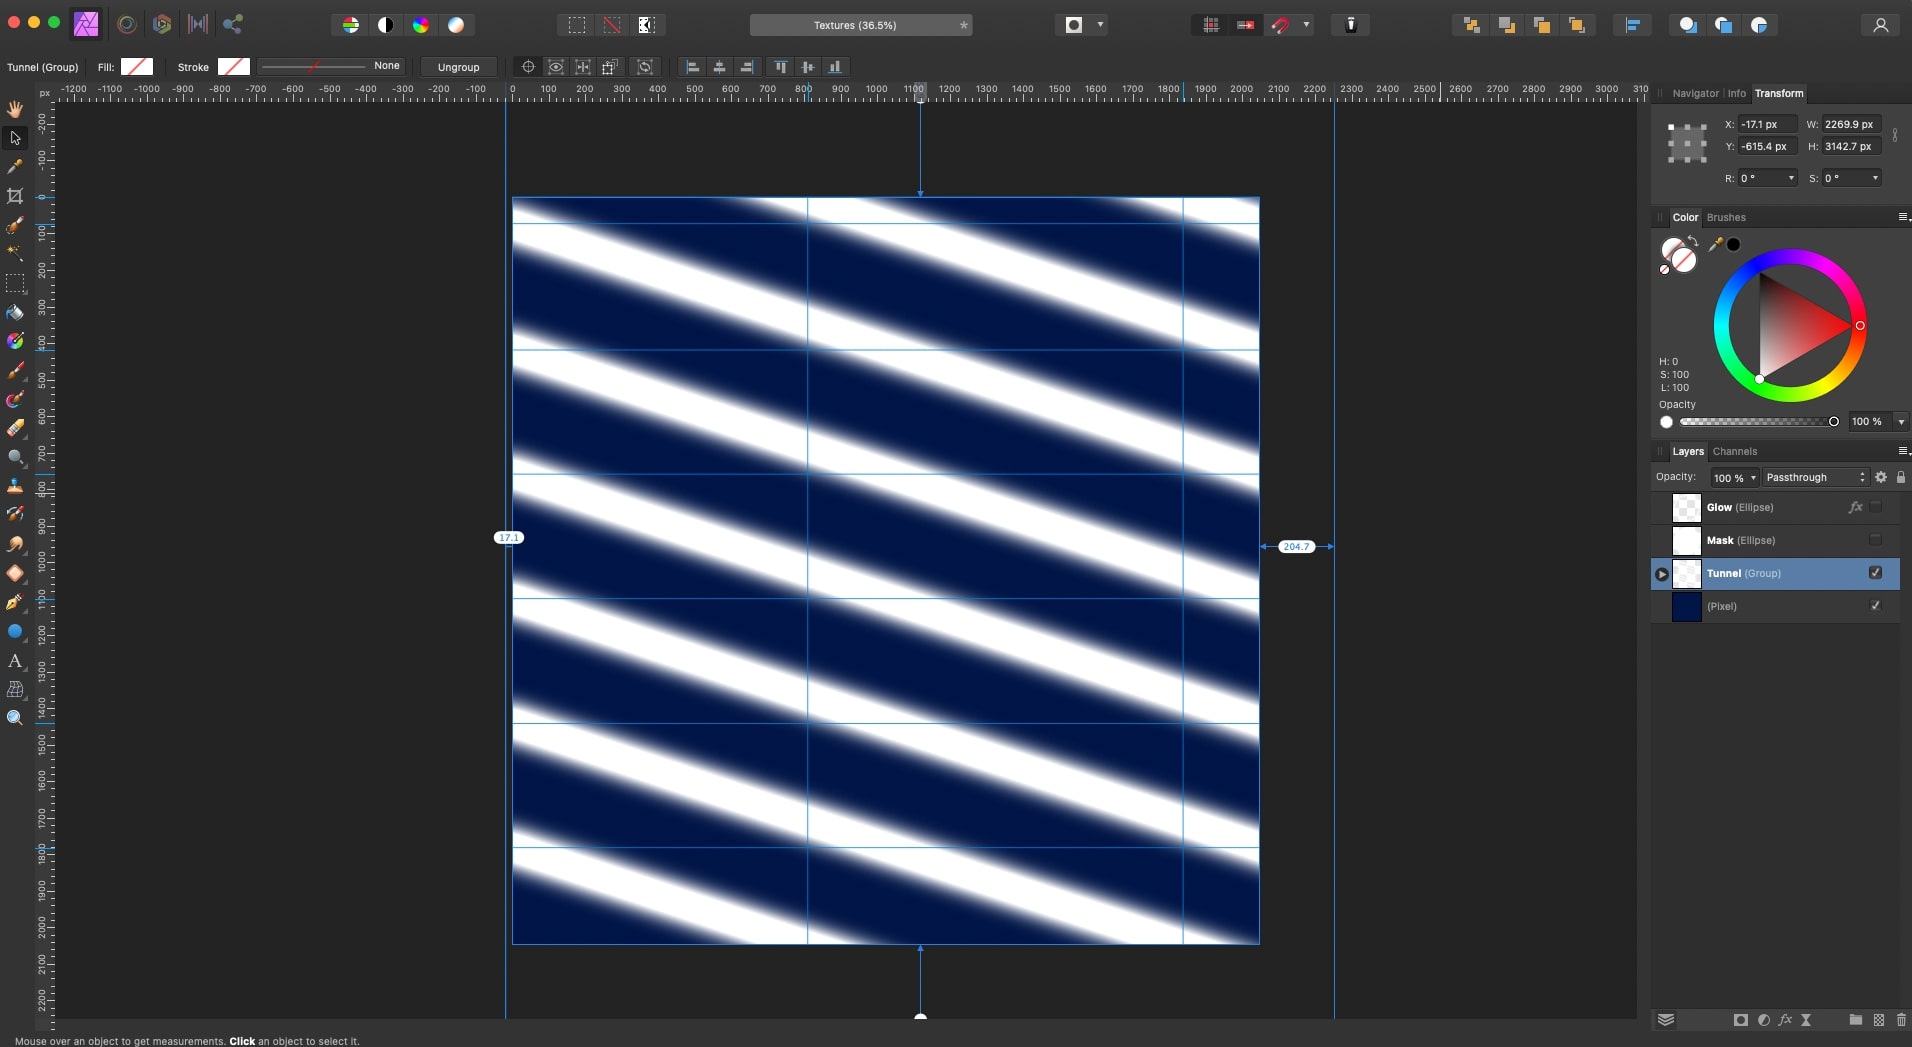 Textures (36.5%)
*
Tunnel (Group) Fill: Stroke None Ungroup
px -1200 -1100 -1000 -900 -800 -700 -600 -500 -400 -300 -200 -100 0 100 200 300 400 500 600 700 800 900 1000 1100 1200 1300 1400 1500 1600 1700 1800 1900 2000 2100 2200 2300 2400 2500 2600 2700 2800 2900 3000 310
-200
-100
0
100
200
300
400
500
600
700
800
900
1000
1100
1200
1300
1400
1500
1600
1700
1800
1900
2000
2100
2200
17.1
204.7
Navigator Info Transform
X: -17.1 px W: 2269.9 px
Y: -615.4 px H: 3142.7 px
R: 0 ° S: 0 °
Color Brushes
H: 0
S: 100
L: 100
Opacity
100 %
Layers Channels
Opacity: 100 % Passthrough
Glow (Ellipse) fx
Mask (Ellipse)
Tunnel (Group)
(Pixel)
fx
A
Mouse over an object to get measurements. Click an object to select it.